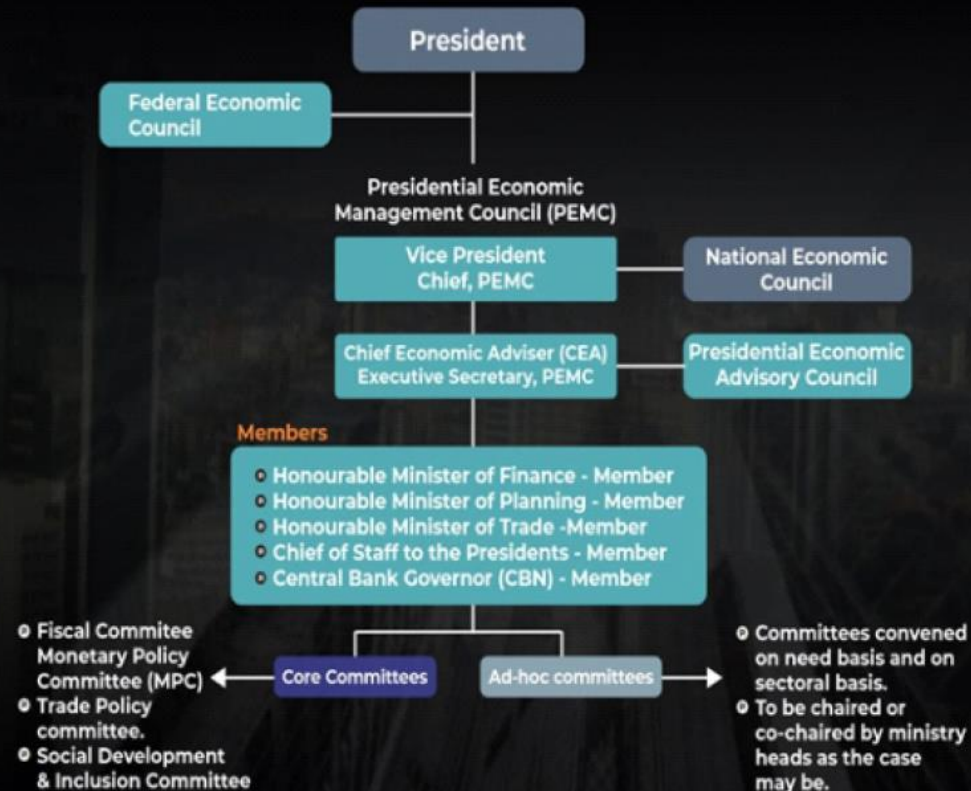 President
Federal Economic
Council
Presidential Economic
Management Council (PEMC)
Vice President
Chief, PEMC
National Economic
Council
Chief Economic Adviser (CEA)
Executive Secretary, PEMC
Presidential Economic
Advisory Council
Members
Honourable Minister of Finance - Member
Honourable Minister of Planning - Member
Honourable Minister of Trade -Member
Chief of Staff to the Presidents - Member
Central Bank Governor (CBN) - Member
Fiscal Commitee
Monetary Policy
Committee (MPC)
Trade Policy
committee.
Social Development
& Inclusion Committee
Core Committees
Ad-hoc committees
Committees convened
on need basis and on
sectoral basis.
To be chaired or
co-chaired by ministry
heads as the case
may be.